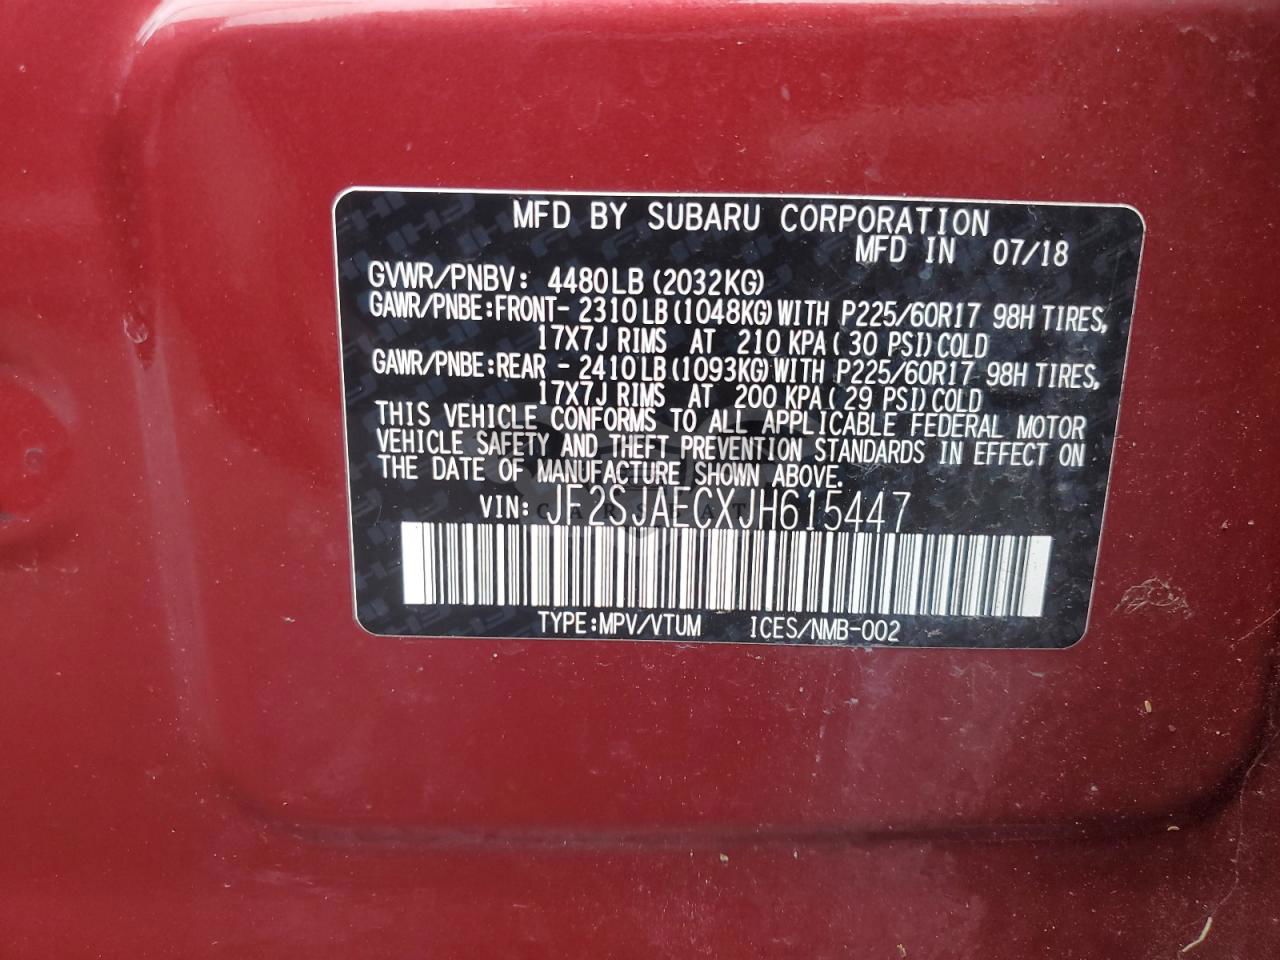 MFD BY SUBARU CORPORATION
MFD IN 07/18
GVWR/PNBV: 4480LB (2032KG)
GAWR/PNBE:FRONT- 2310 LB (1048KG) WITH P225/60R17 98H TIRES,
17X7J RIMS AT 210 KPA ( 30 PSI) COLD
GAWR/PNBE:REAR - 2410 LB (1093KG) WITH P225/60R17 98H TIRES,
17X7J RIMS AT 200 KPA ( 29 PSI) COLD
THIS VEHICLE CONFORMS TO ALL APPLICABLE FEDERAL MOTOR
VEHICLE SAFETY AND THEFT PREVENTION STANDARDS IN EFFECT ON
THE DATE OF MANUFACTURE SHOWN ABOVE.
VIN: JF2SJAECXJH615447
TYPE:MPV/VTUM ICES/NMB-002